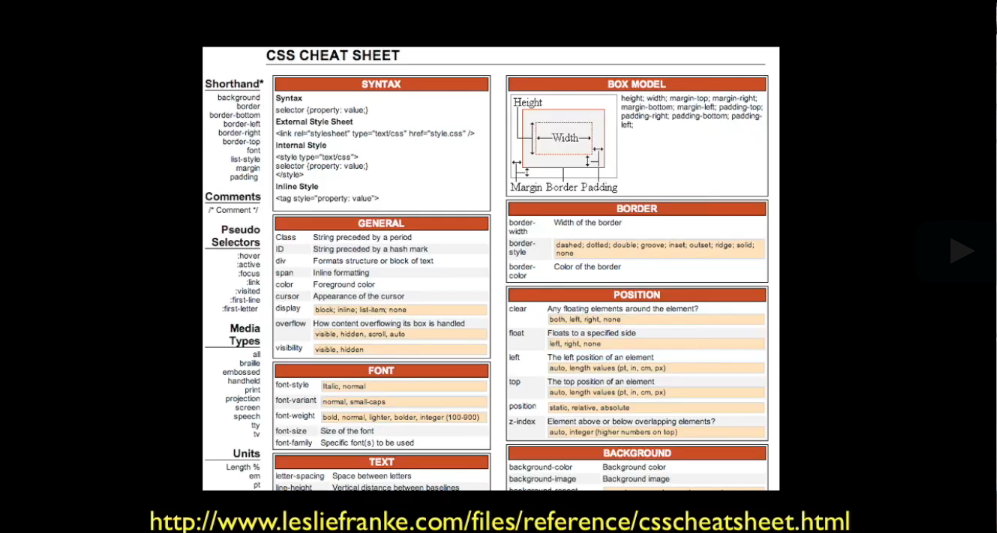 CSS CHEAT SHEET
Shorthand*
background
border
border-bottom
border-left
border-right
border-top
font
list-style
margin
padding
Comments
/* Comment */
Pseudo
Selectors
:hover
:active
:focus
:link
:visited
:first-line
:first-letter
Media
Types
all
braille
embossed
handheld
print
projection
screen
speech
tty
tv
Units
Length %
em
pt
SYNTAX
Syntax
selector {property: value;}
External Style Sheet
<link rel="stylesheet" type="text/css" href="style.css" />
Internal Style
<style type="text/css">
selector {property: value;}
</style>
Inline Style
<tag style="property: value">
GENERAL
Class String preceded by a period
ID String preceded by a hash mark
div Formats structure or block of text
span Inline formatting
color Foreground color
cursor Appearance of the cursor
display block; inline; list-item; none
overflow How content overflowing its box is handled
visible, hidden, scroll, auto
visibility visible, hidden
FONT
font-style Italic, normal
font-variant normal, small-caps
font-weight bold, normal, lighter, bolder, integer (100-900)
font-size Size of the font
font-family Specific font(s) to be used
TEXT
letter-spacing Space between letters
line-height Vertical distance between baselines
BOX MODEL
Height
Width
Margin Border Padding
height; width; margin-top; margin-right;
margin-bottom; margin-left; padding-top;
padding-right; padding-bottom; padding-
left;
BORDER
border- Width of the border
width
border- dashed; dotted; double; groove; inset; outset; ridge; solid;
style none
border- Color of the border
color
POSITION
clear Any floating elements around the element?
both, left, right, none
float Floats to a specified side
left, right, none
left The left position of an element
auto, length values (pt, in, cm, px)
top The top position of an element
auto, length values (pt, in, cm, px)
position static, relative, absolute
z-index Element above or below overlapping elements?
auto, integer (higher numbers on top)
BACKGROUND
background-color Background color
background-image Background image
http://www.lesliefranke.com/files/reference/csscheatsheet.html